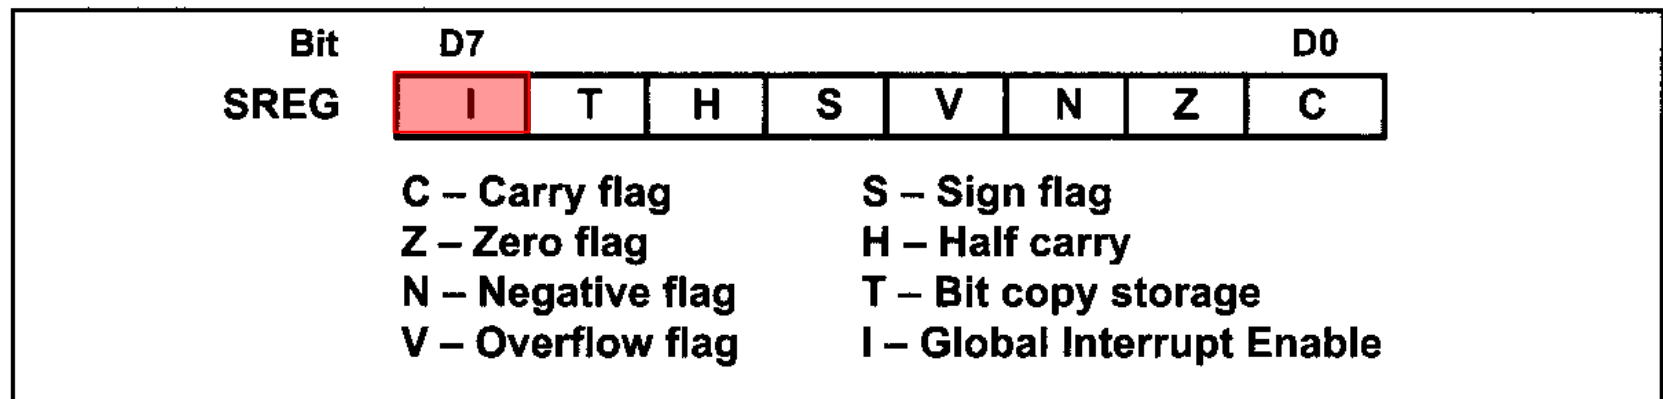 Bit D7 D0
SREG I T H S V N Z C
C – Carry flag S – Sign flag
Z – Zero flag H – Half carry
N – Negative flag T – Bit copy storage
V – Overflow flag I – Global Interrupt Enable